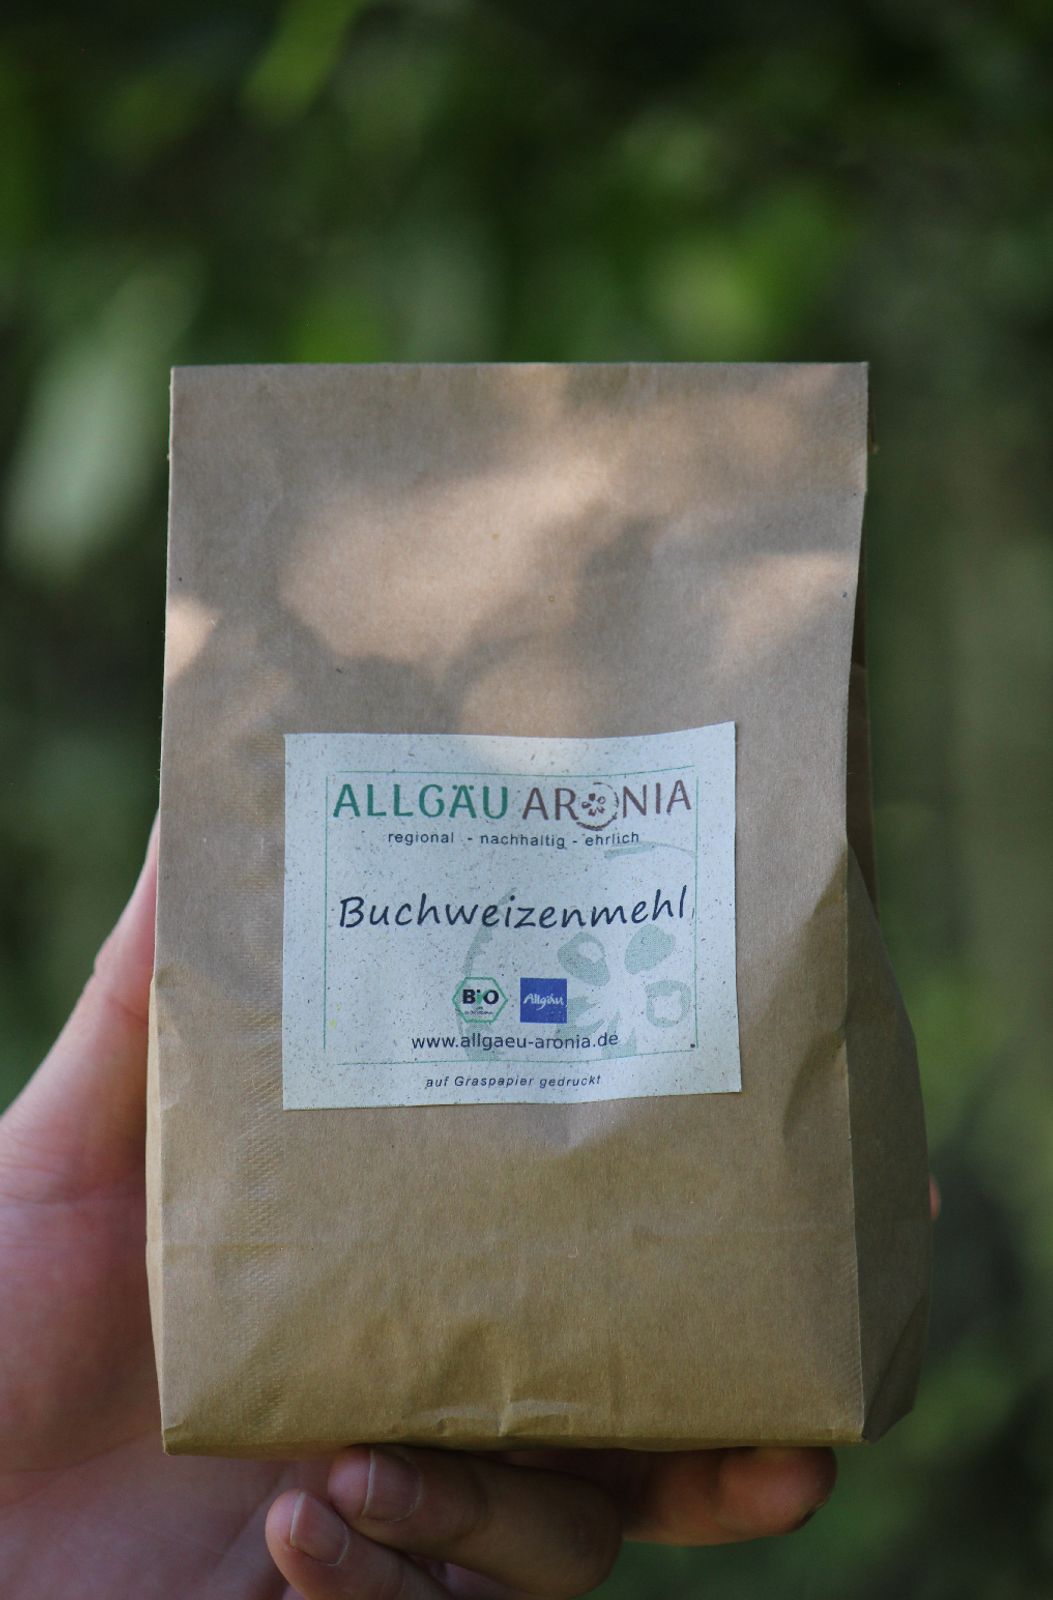 ALLGÄU ARONIA
regional - nachhaltig - ehrlich
Buchweizenmehl
BiO Allgäu
www.allgaeu-aronia.de
auf Graspapier gedruckt